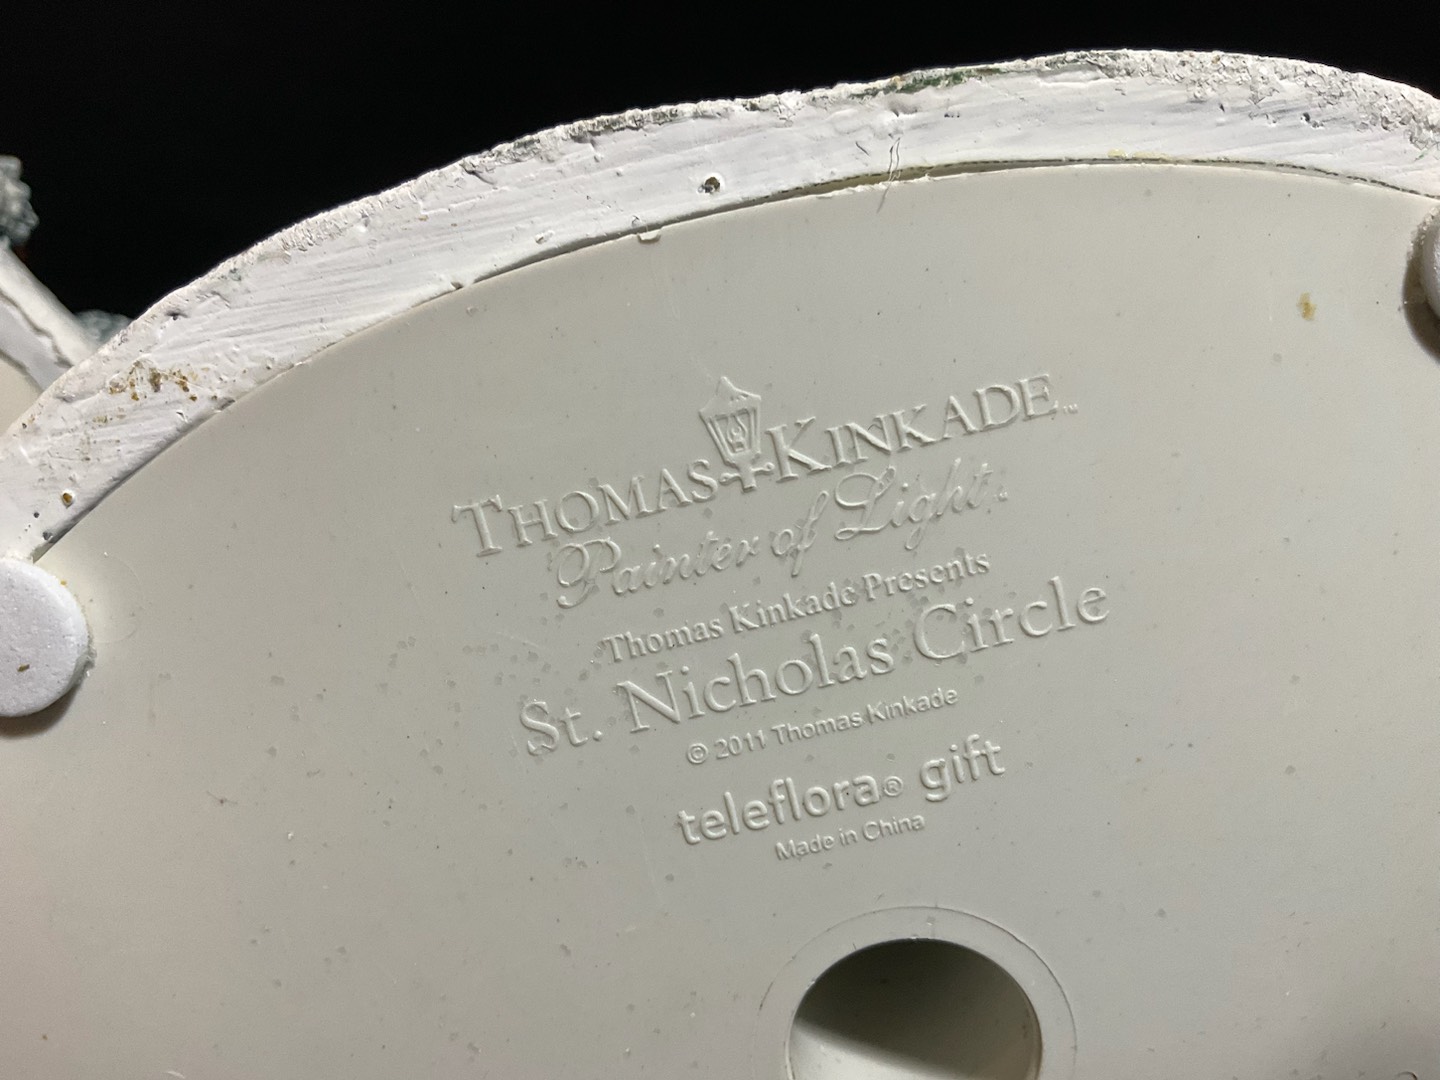 THOMAS KINKADE™
Painter of Light™
Thomas Kinkade Presents
St. Nicholas Circle
© 2011 Thomas Kinkade
teleflora® gift
Made in China